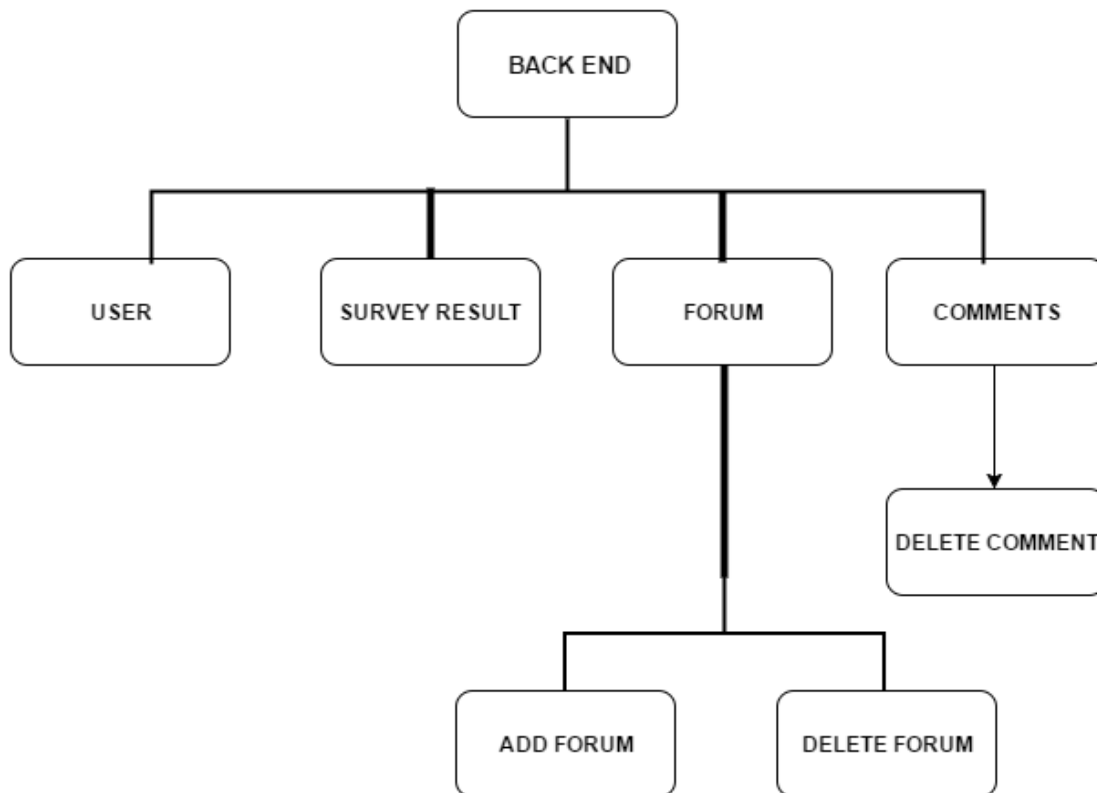 BACK END
USER
SURVEY RESULT
FORUM
COMMENTS
DELETE COMMENT
ADD FORUM
DELETE FORUM